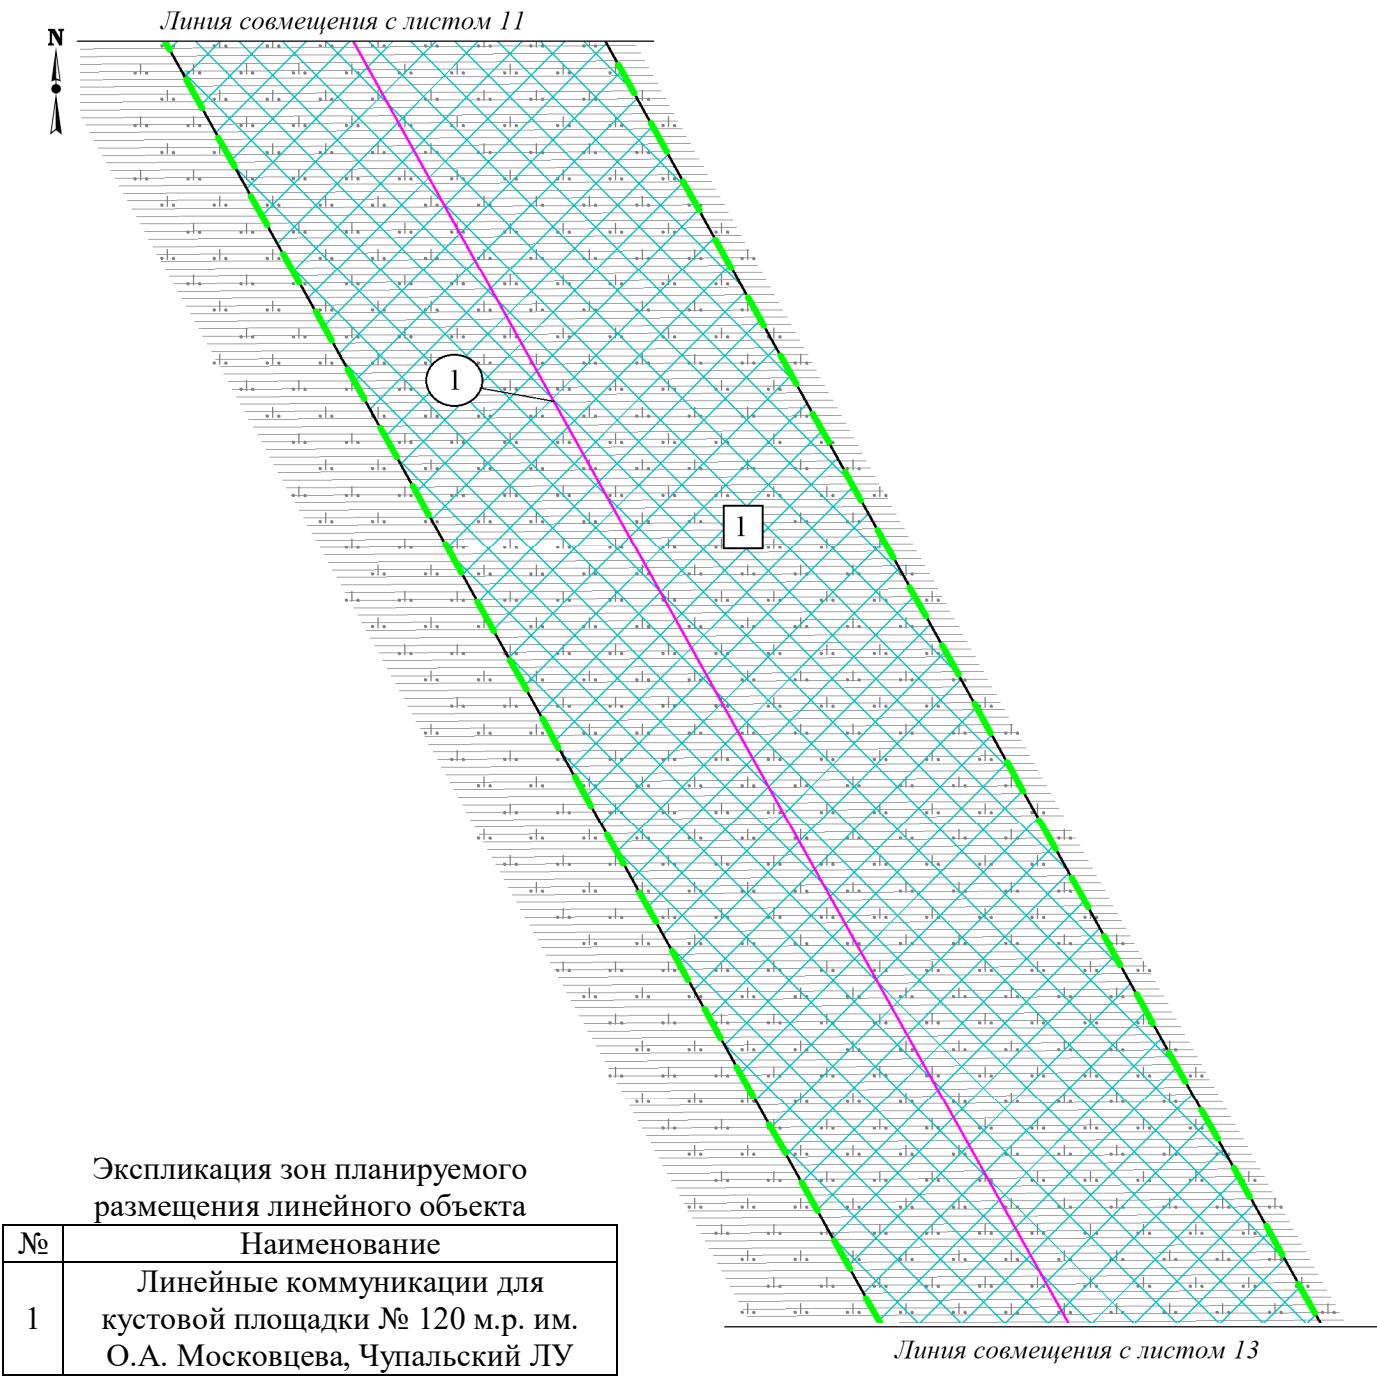 Линия совмещения с листом 11
N
1
1
Экспликация зон планируемого
размещения линейного объекта
№ Наименование
1 Линейные коммуникации для
кустовой площадки № 120 м.р. им.
О.А. Московцева, Чупальский ЛУ
Линия совмещения с листом 13